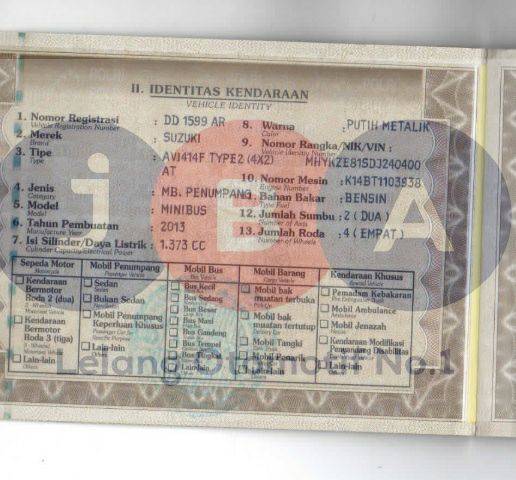 II. IDENTITAS KENDARAAN
VEHICLE IDENTITY
1. Nomor Registrasi : DD 1599 AR
Vehicle Registration Number
2. Merek : SUZUKI
Brand
3. Tipe : AVI414F TYPE2 (4X2)
Type
AT
4. Jenis : MB. PENUMPANG
5. Model : MINIBUS
Model
6. Tahun Pembuatan : 2013
Manufacture Year
7. Isi Silinder/Daya Listrik : 1.373 CC
Cylinder Capacity/Electrical Power
8. Warna : PUTIH METALIK
Color
9. Nomor Rangka/NIK/VIN :
Vehicle Identity Number
MHYKZE81SDJ240400
10. Nomor Mesin : K14BT1103938
Engine Number
11. Bahan Bakar : BENSIN
Type Fuel
12. Jumlah Sumbu : 2 ( DUA )
Number of Axle
13. Jumlah Roda : 4 ( EMPAT )
Number of Wheels
Sepeda Motor
Motorcycle
Kendaraan
Bermotor
Roda 2 (dua)
Kendaraan
Bermotor
Roda 3 (tiga)
Lain-lain
Others
Mobil Penumpang
Passenger Vehicle
Sedan
Sedan
Bukan Sedan
Mobil Penumpang
Keperluan Khusus
Lain-lain
Others
Mobil Bus
Bus Vehicle
Bus Kecil
Bus Sedang
Bus Besar
Bus Maxi
Bus Gandeng
Bus Tempel
Lain-lain
Mobil Barang
Cargo Vehicle
Mobil bak
muatan terbuka
Mobil bak
muatan tertutup
Mobil Tangki
Mobil Penarik
Lain-lain
Kendaraan Khusus
Special Vehicle
Pemadam Kebakaran
Mobil Ambulance
Mobil Jenazah
Kendaraan Modifikasi
Penyandang Disabilitas
Lain-lain
iBA
Lelang Otomotif No.1